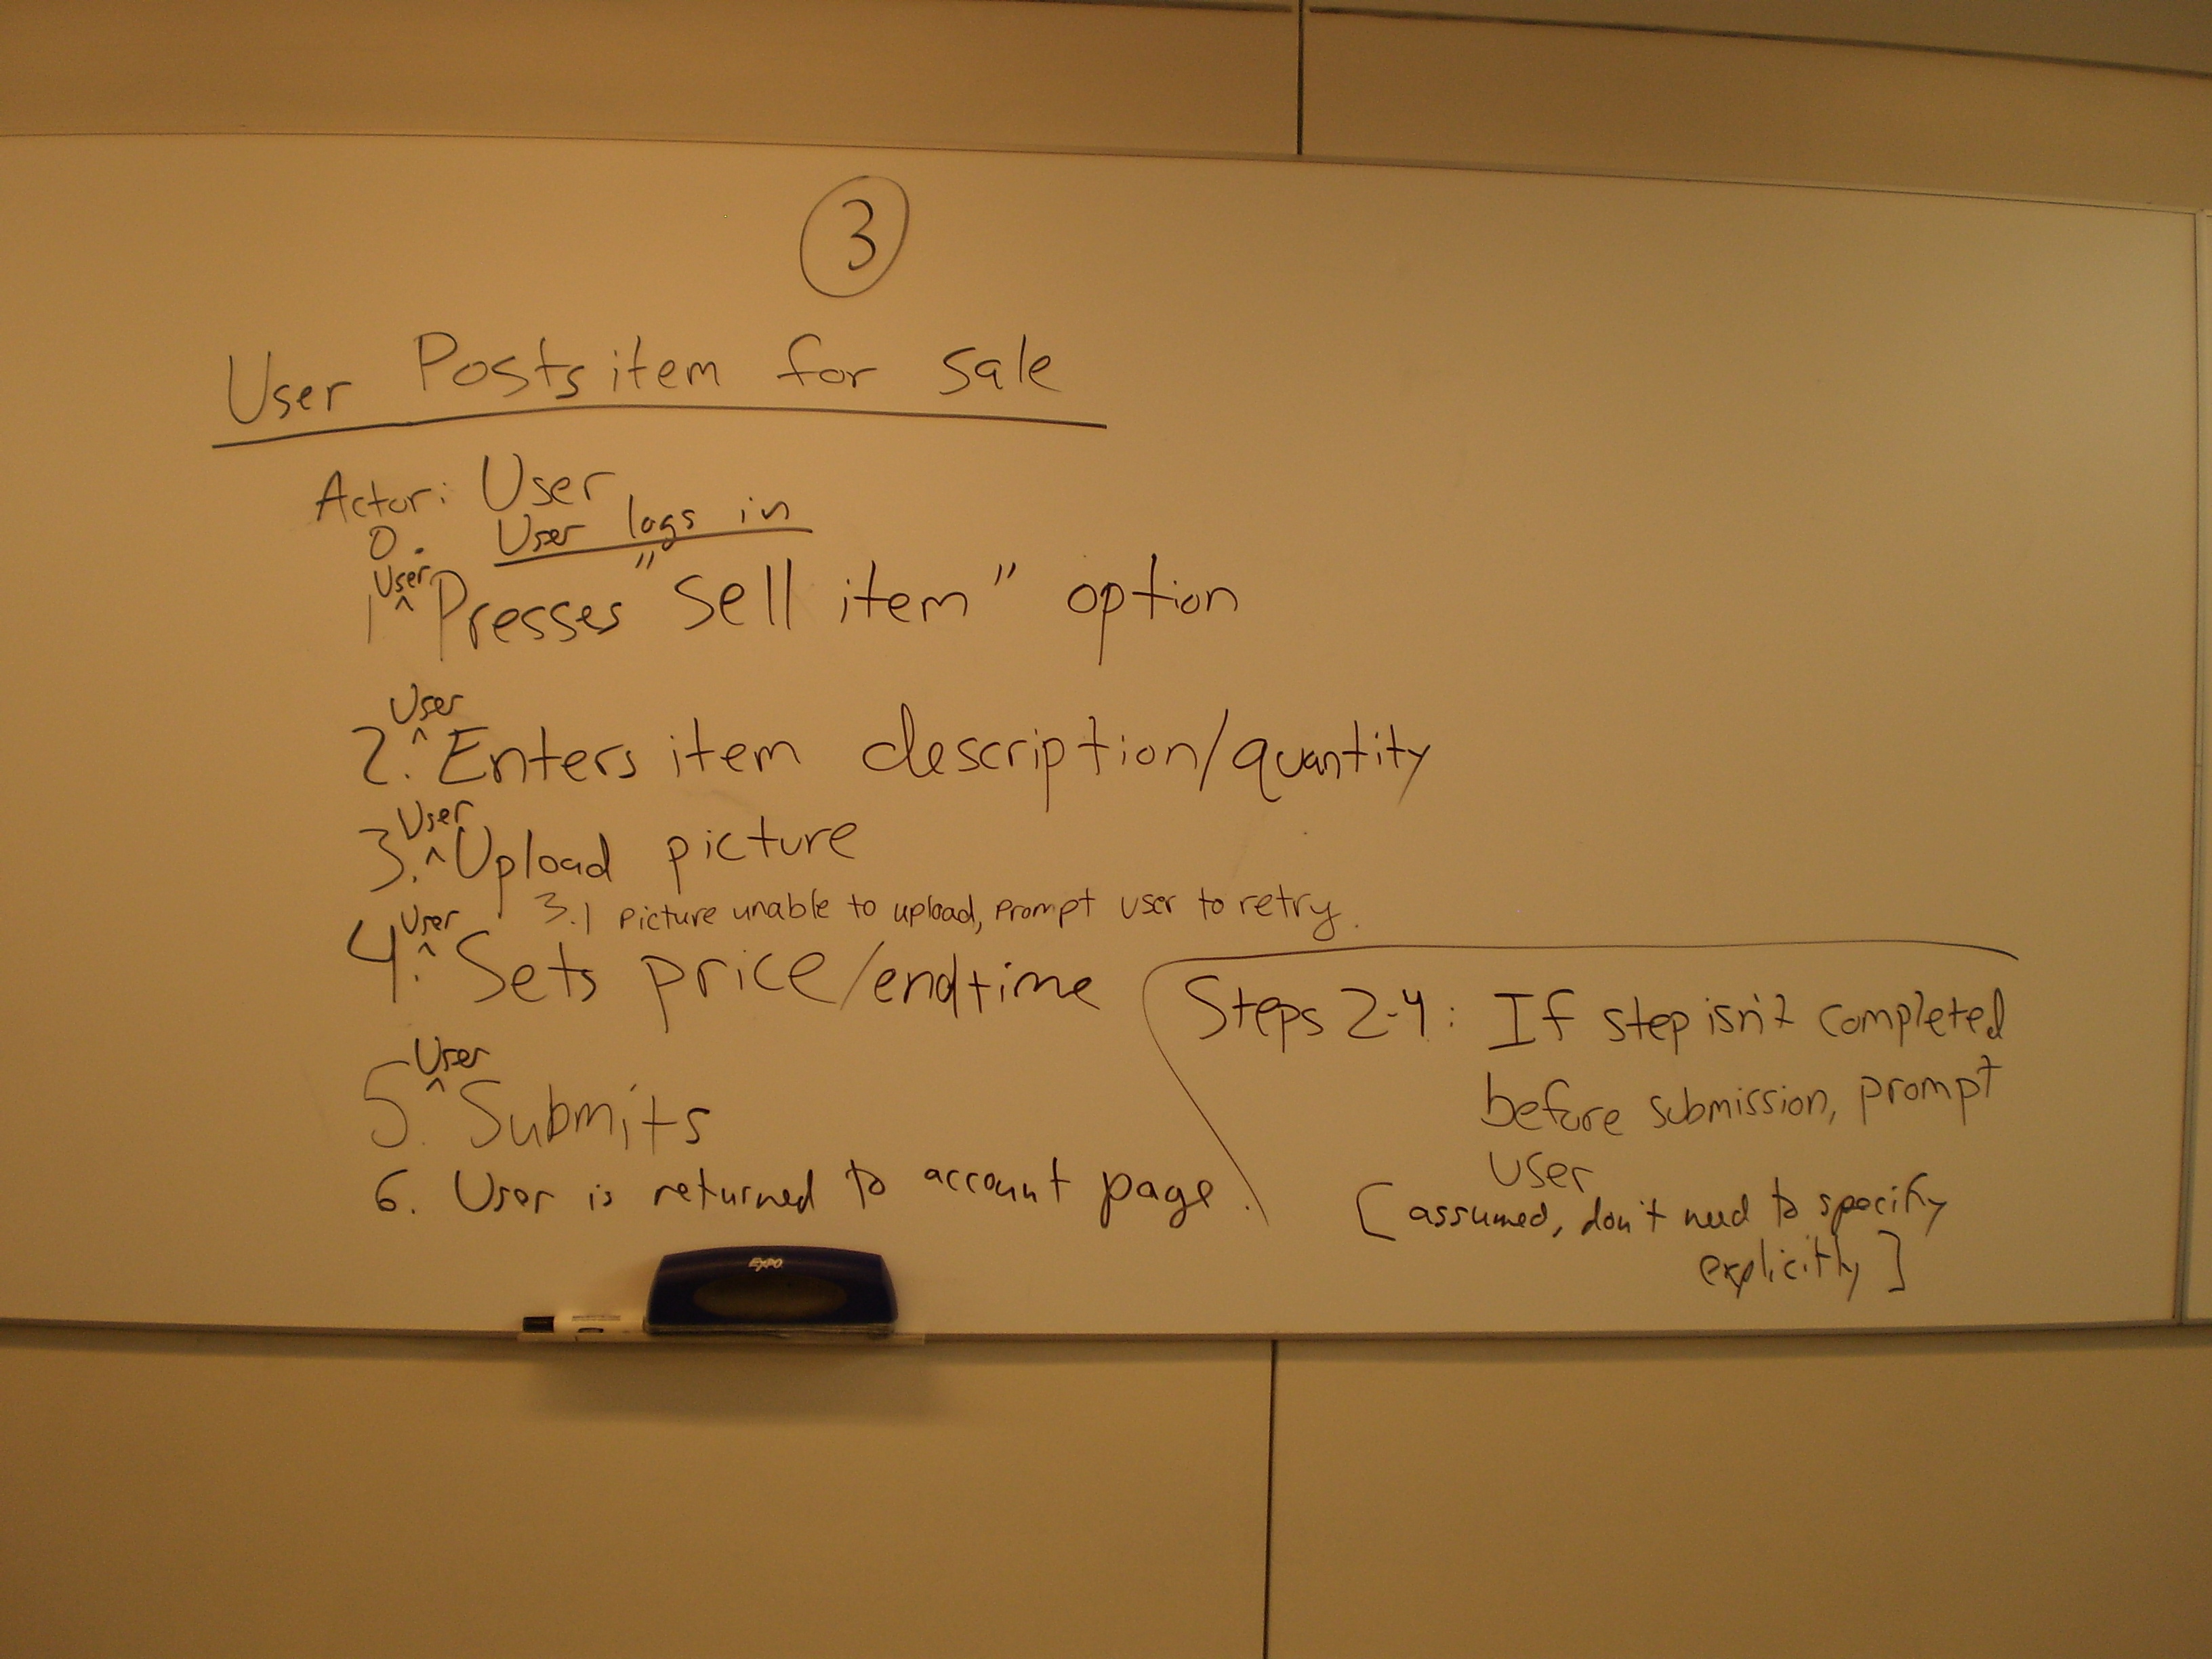 3
User Posts item for sale
Actor: User
0. User logs in
1 User ^ Presses "sell item" option
2. User ^ Enters item description/quantity
3. User ^ Upload picture
3.1 Picture unable to upload, prompt user to retry.
4. User ^ Sets price/endtime
5. User ^ Submits
6. User is returned to account page.
Steps 2-4: If step isn't completed
before submission, prompt
user
[assumed, don't need to specify
explicitly]
EXPO